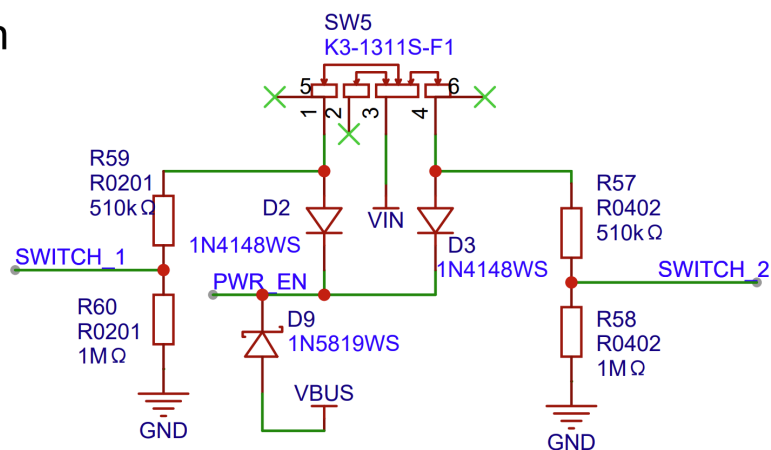 n
SW5
K3-1311S-F1
5
6
1
2
3
4
R59
R0201
510kΩ
D2
1N4148WS
VIN
D3
1N4148WS
R57
R0402
510kΩ
SWITCH_1
PWR_EN
SWITCH_2
R60
R0201
1MΩ
D9
1N5819WS
R58
R0402
1MΩ
VBUS
GND
GND